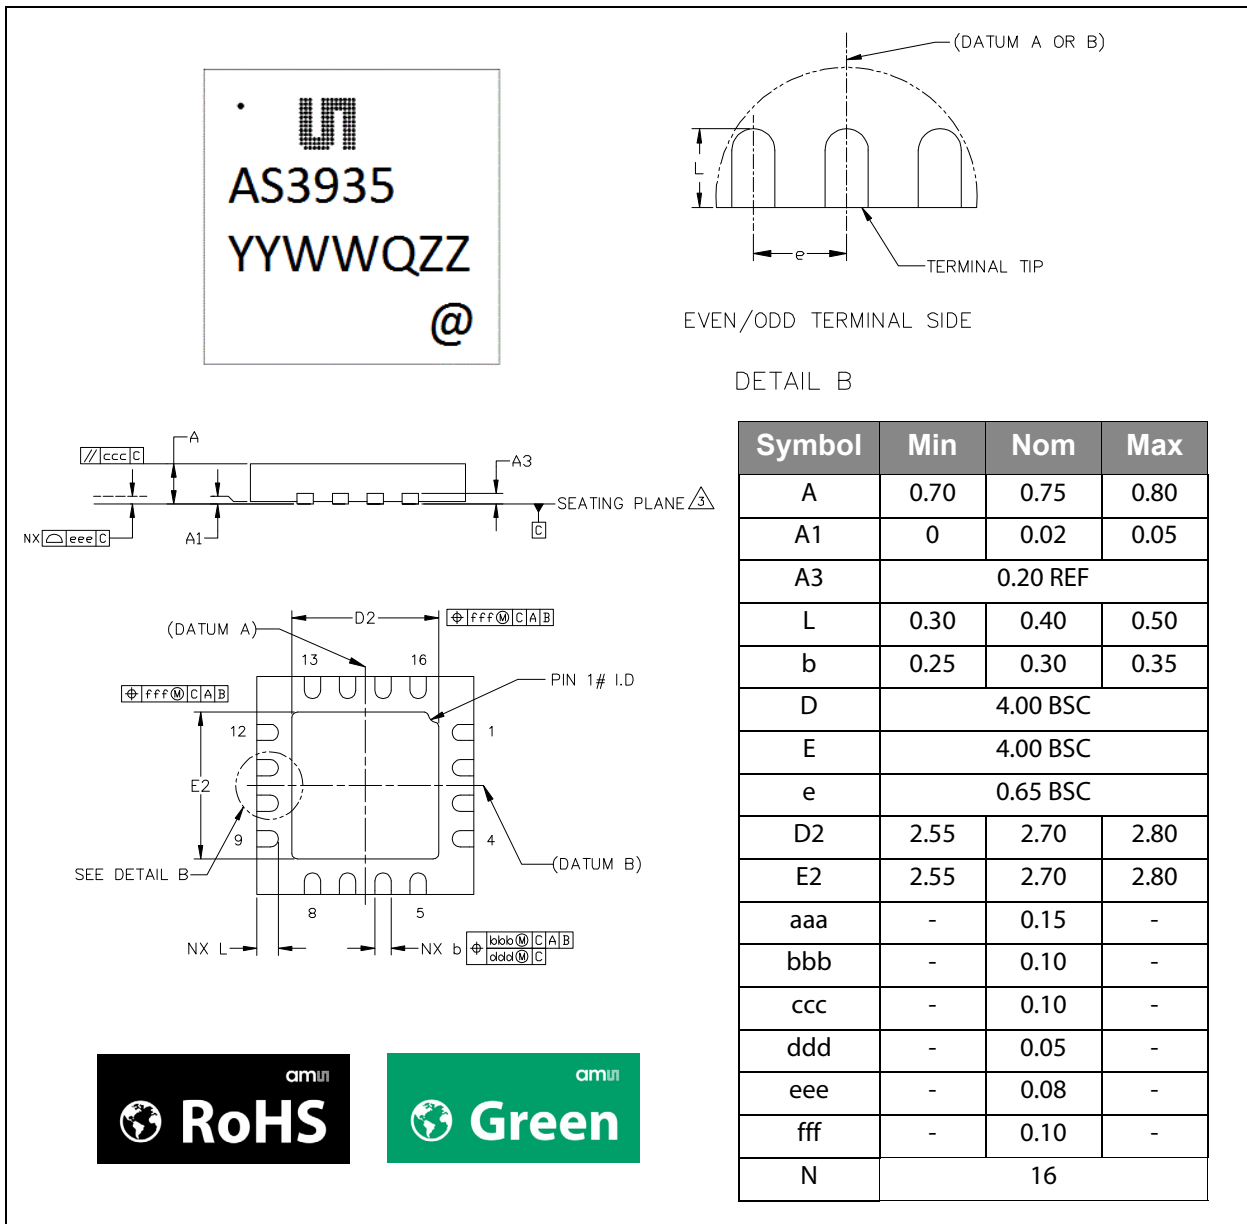 AS3935
YYWWQZZ
@
(DATUM A OR B)
L
e
TERMINAL TIP
EVEN/ODD TERMINAL SIDE
DETAIL B
// ccc C
A
A3
SEATING PLANE 3
C
NX eee C
A1
D2
fff Ⓜ C A B
(DATUM A)
13 16
PIN 1# I.D
fff Ⓜ C A B
12 1
E2
9 4
SEE DETAIL B
(DATUM B)
8 5
NX L
NX b
bbb Ⓜ C A B
ddd Ⓜ C
Symbol Min Nom Max
A 0.70 0.75 0.80
A1 0 0.02 0.05
A3 0.20 REF
L 0.30 0.40 0.50
b 0.25 0.30 0.35
D 4.00 BSC
E 4.00 BSC
e 0.65 BSC
D2 2.55 2.70 2.80
E2 2.55 2.70 2.80
aaa - 0.15 -
bbb - 0.10 -
ccc - 0.10 -
ddd - 0.05 -
eee - 0.08 -
fff - 0.10 -
N 16
am
RoHS
am
Green